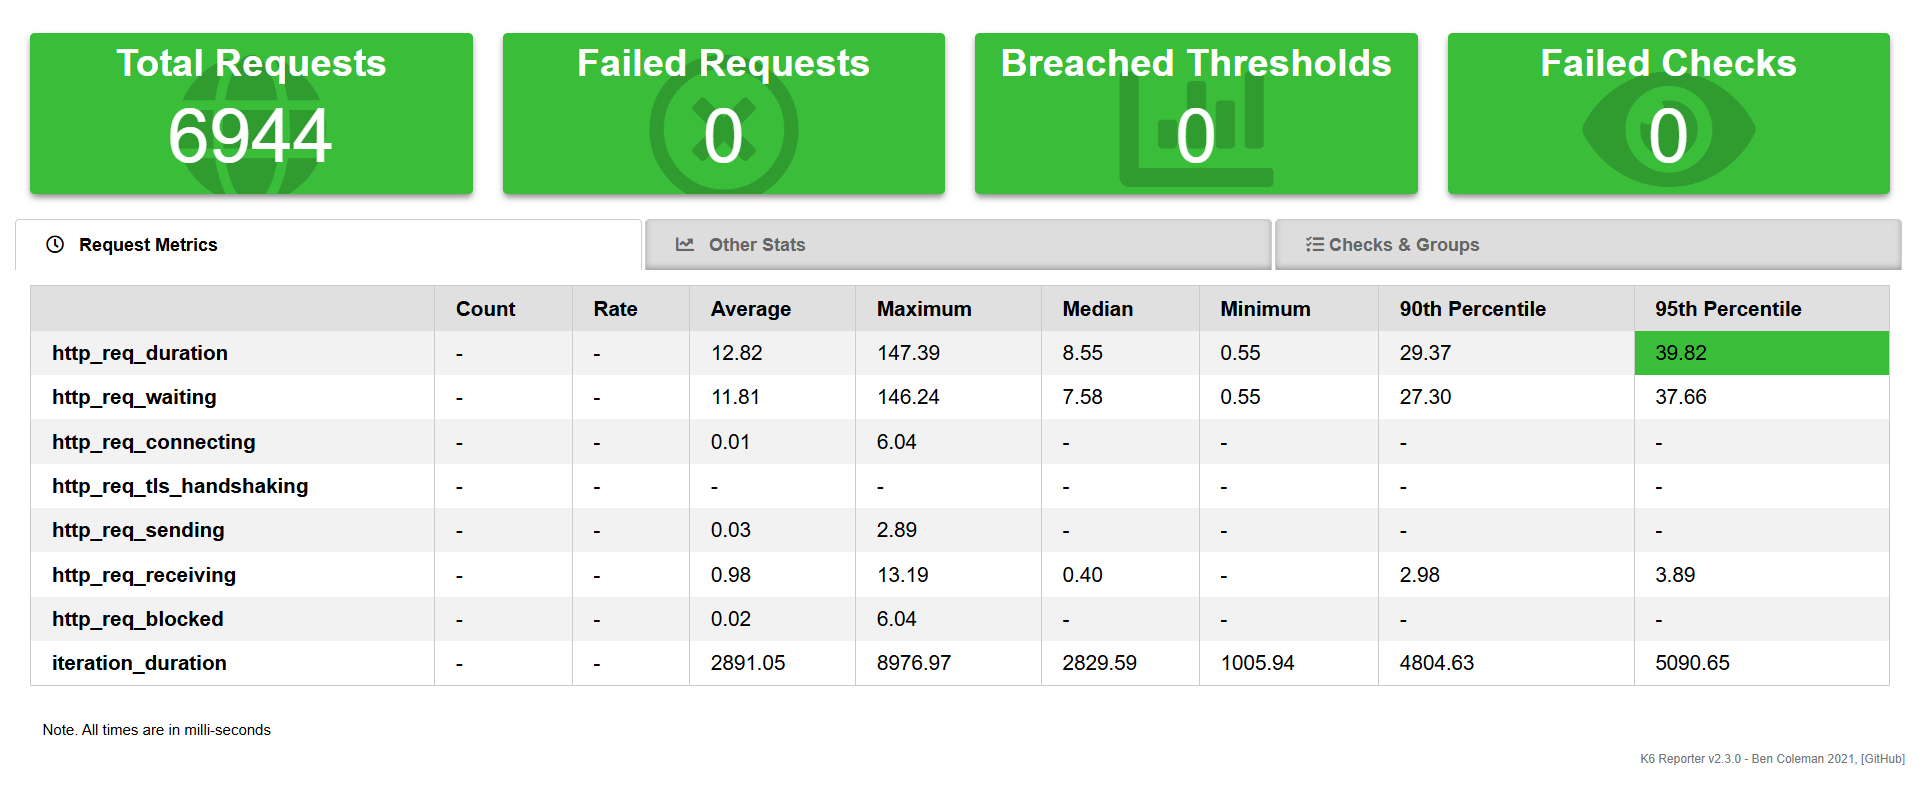 Total Requests Failed Requests Breached Thresholds Failed Checks
6944 0 0 0
Request Metrics Other Stats Checks & Groups
Count Rate Average Maximum Median Minimum 90th Percentile 95th Percentile
http_req_duration - - 12.82 147.39 8.55 0.55 29.37 39.82
http_req_waiting - - 11.81 146.24 7.58 0.55 27.30 37.66
http_req_connecting - - 0.01 6.04 - - - -
http_req_tls_handshaking - - - - - - - -
http_req_sending - - 0.03 2.89 - - - -
http_req_receiving - - 0.98 13.19 0.40 - 2.98 3.89
http_req_blocked - - 0.02 6.04 - - - -
iteration_duration - - 2891.05 8976.97 2829.59 1005.94 4804.63 5090.65
Note. All times are in milli-seconds
K6 Reporter v2.3.0 - Ben Coleman 2021, [GitHub]